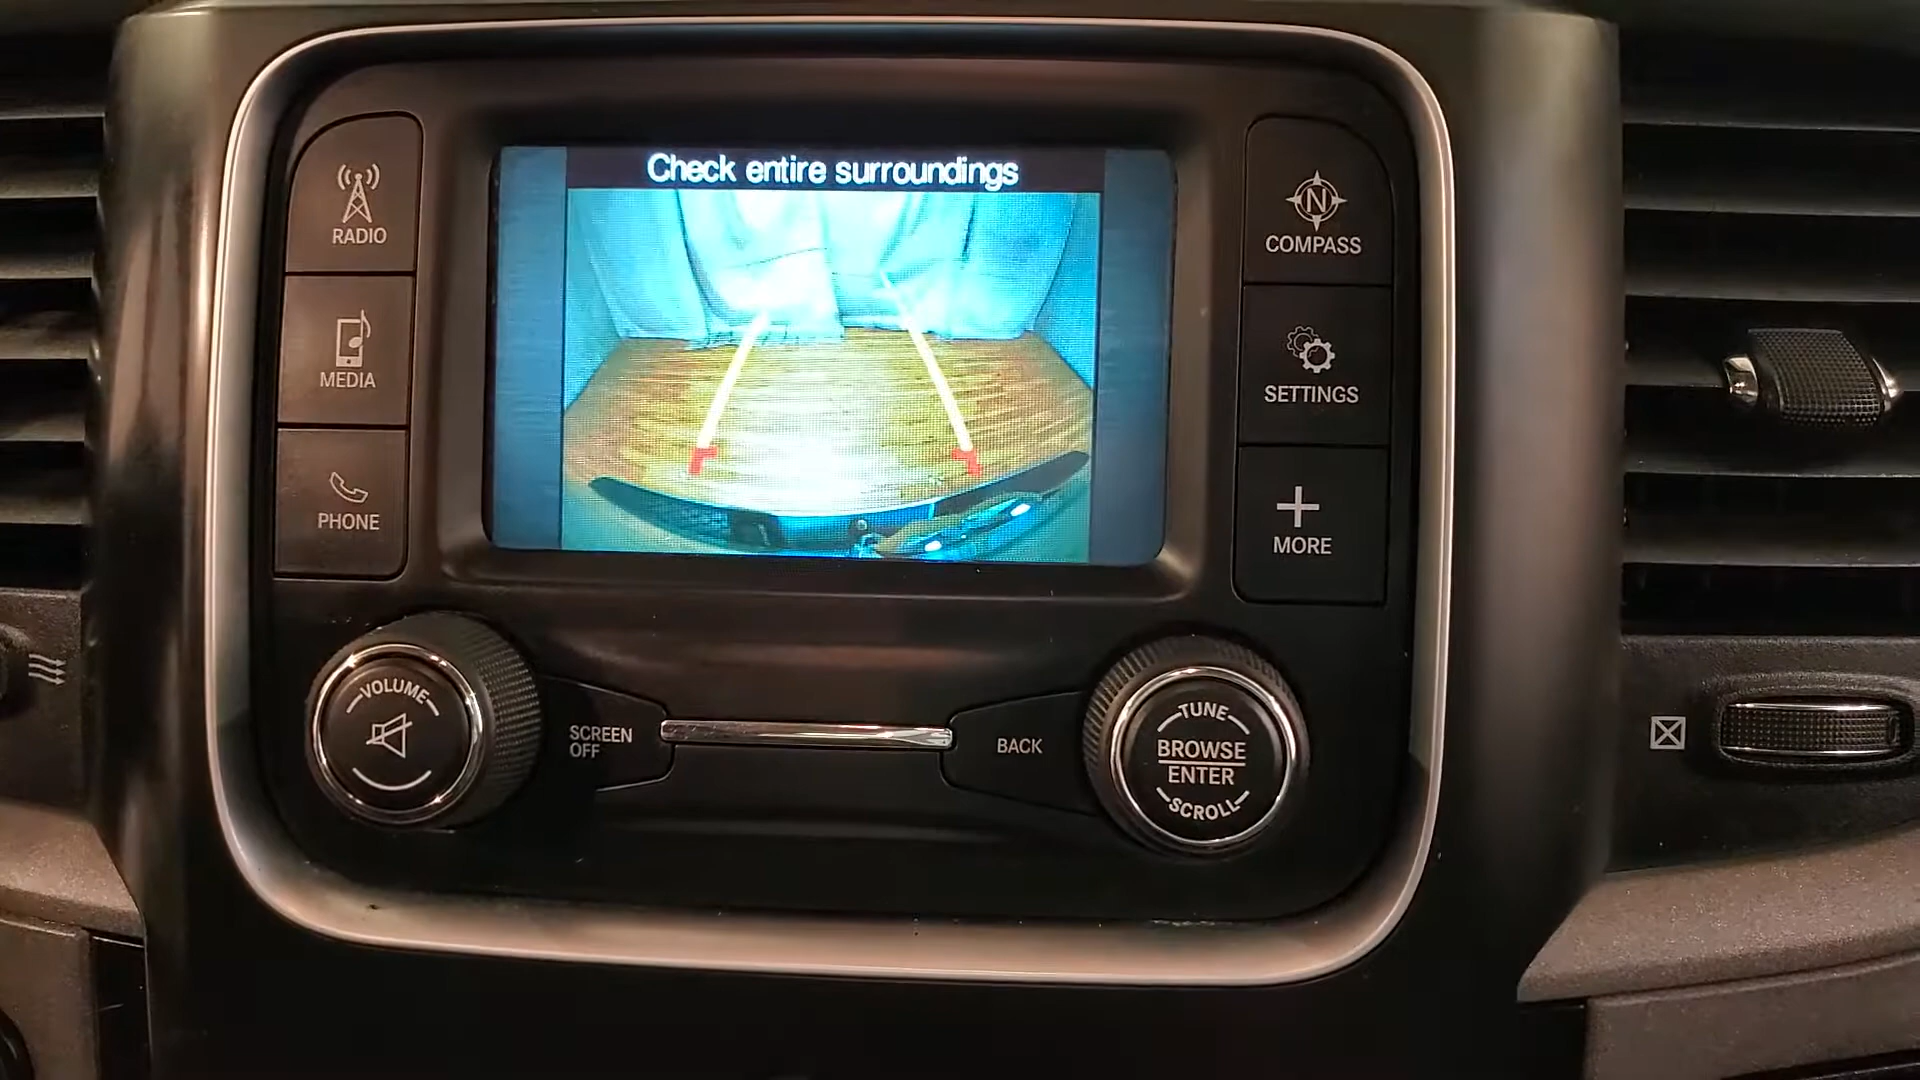 Check entire surroundings
RADIO
MEDIA
PHONE
N
COMPASS
SETTINGS
MORE
VOLUME
SCREEN
OFF
BACK
TUNE
BROWSE
ENTER
SCROLL